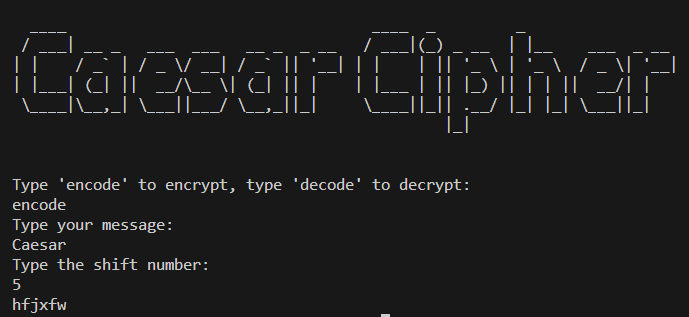 Caesar Cipher
Type 'encode' to encrypt, type 'decode' to decrypt:
encode
Type your message:
Caesar
Type the shift number:
5
hfjxfw